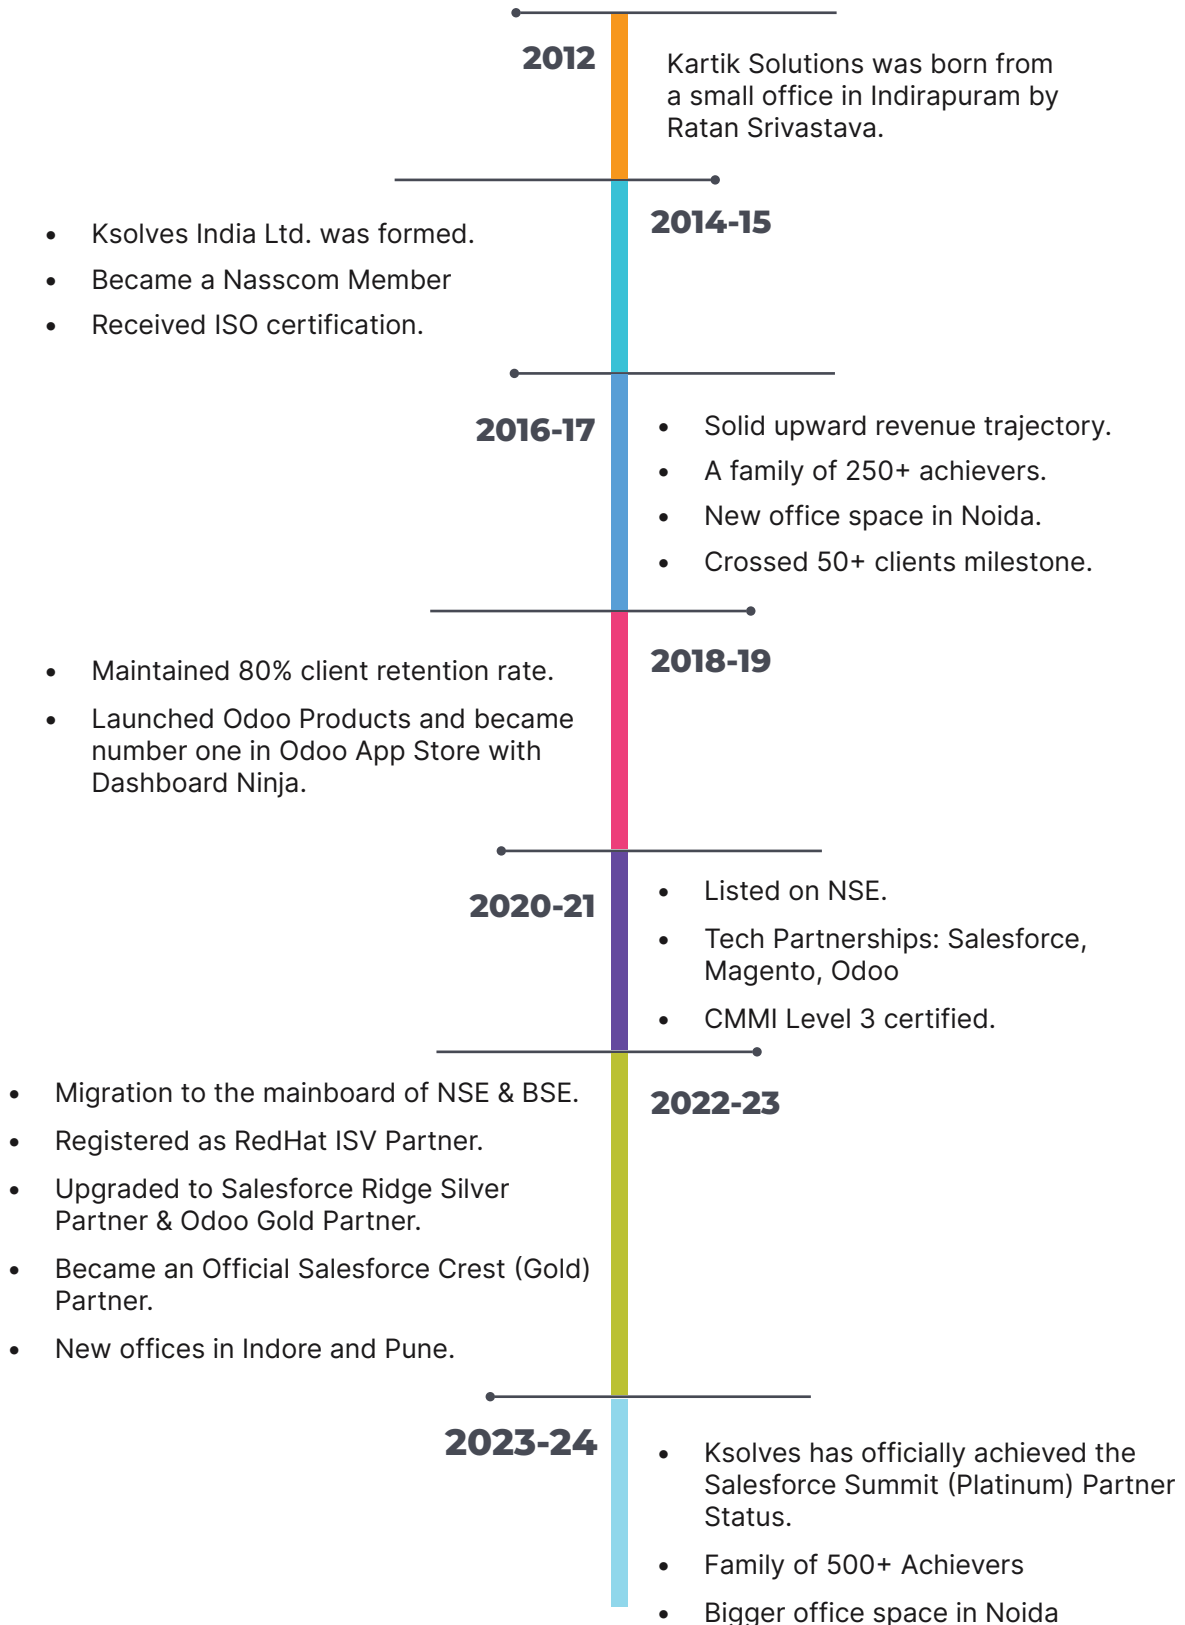 2012
Kartik Solutions was born from
a small office in Indirapuram by
Ratan Srivastava.
2014-15
• Ksolves India Ltd. was formed.
• Became a Nasscom Member
• Received ISO certification.
2016-17
• Solid upward revenue trajectory.
• A family of 250+ achievers.
• New office space in Noida.
• Crossed 50+ clients milestone.
2018-19
• Maintained 80% client retention rate.
• Launched Odoo Products and became
number one in Odoo App Store with
Dashboard Ninja.
2020-21
• Listed on NSE.
• Tech Partnerships: Salesforce,
Magento, Odoo
• CMMI Level 3 certified.
2022-23
• Migration to the mainboard of NSE & BSE.
• Registered as RedHat ISV Partner.
• Upgraded to Salesforce Ridge Silver
Partner & Odoo Gold Partner.
• Became an Official Salesforce Crest (Gold)
Partner.
• New offices in Indore and Pune.
2023-24
• Ksolves has officially achieved the
Salesforce Summit (Platinum) Partner
Status.
• Family of 500+ Achievers
• Bigger office space in Noida